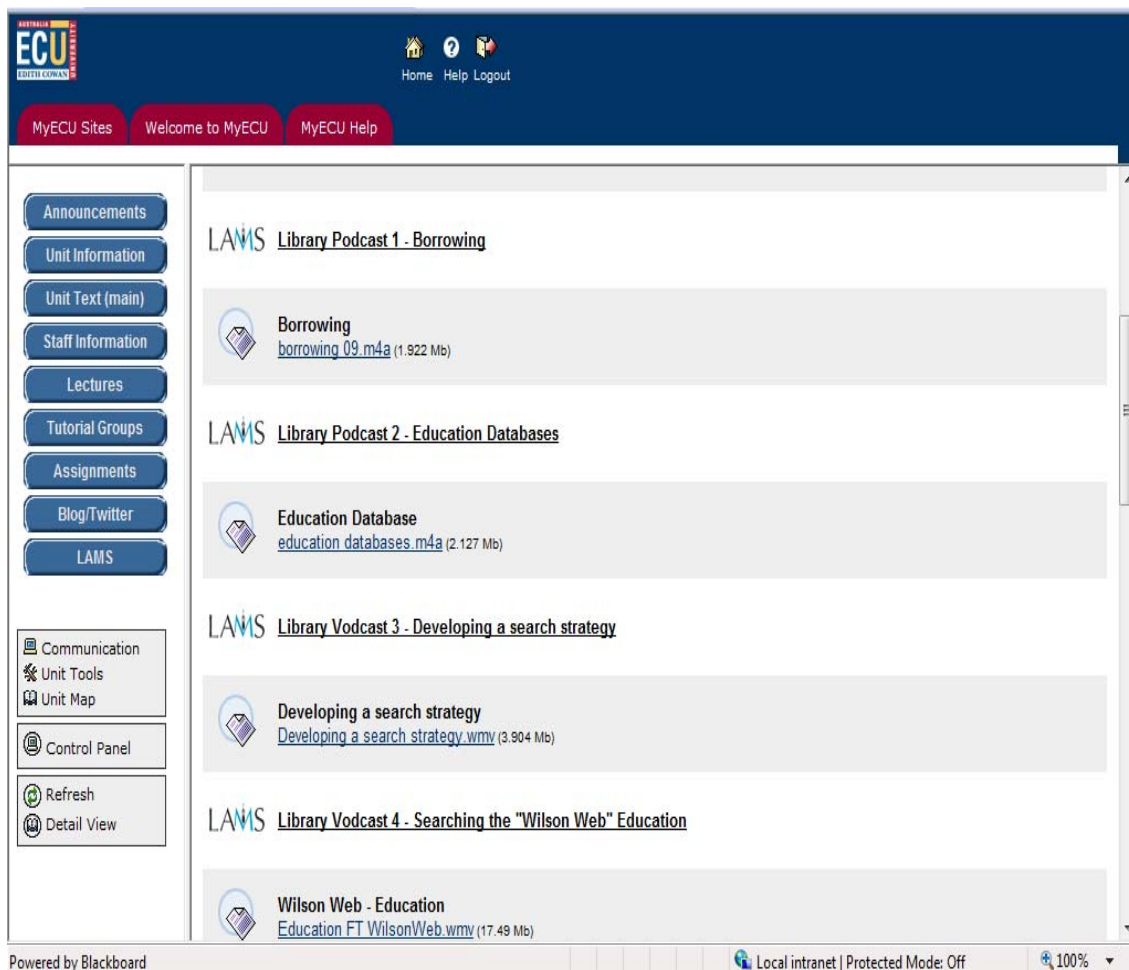 AUSTRALIA
ECU
EDITH COWAN
UNIVERSITY
Home Help Logout
MyECU Sites Welcome to MyECU MyECU Help
Announcements
Unit Information
Unit Text (main)
Staff Information
Lectures
Tutorial Groups
Assignments
Blog/Twitter
LAMS
Communication
Unit Tools
Unit Map
Control Panel
Refresh
Detail View
LAMS Library Podcast 1 - Borrowing
Borrowing
borrowing 09.m4a (1.922 Mb)
LAMS Library Podcast 2 - Education Databases
Education Database
education databases.m4a (2.127 Mb)
LAMS Library Vodcast 3 - Developing a search strategy
Developing a search strategy
Developing a search strategy.wmv (3.904 Mb)
LAMS Library Vodcast 4 - Searching the "Wilson Web" Education
Wilson Web - Education
Education FT WilsonWeb.wmv (17.49 Mb)
Powered by Blackboard Local intranet | Protected Mode: Off 100%